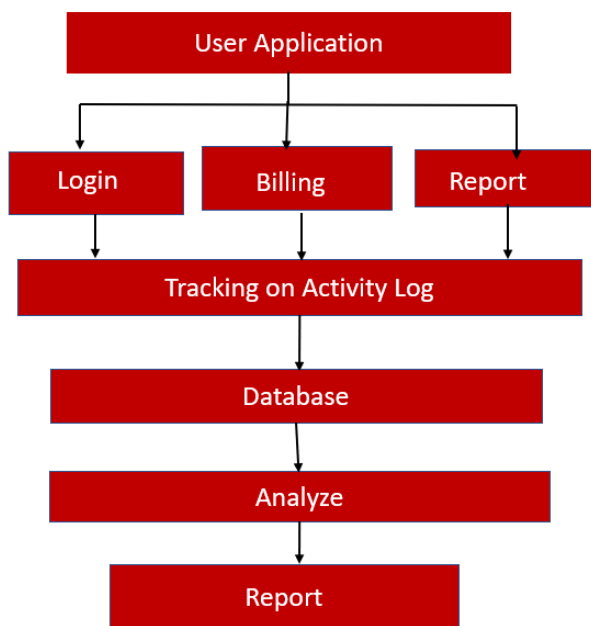 User Application
Login
Billing
Report
Tracking on Activity Log
Database
Analyze
Report